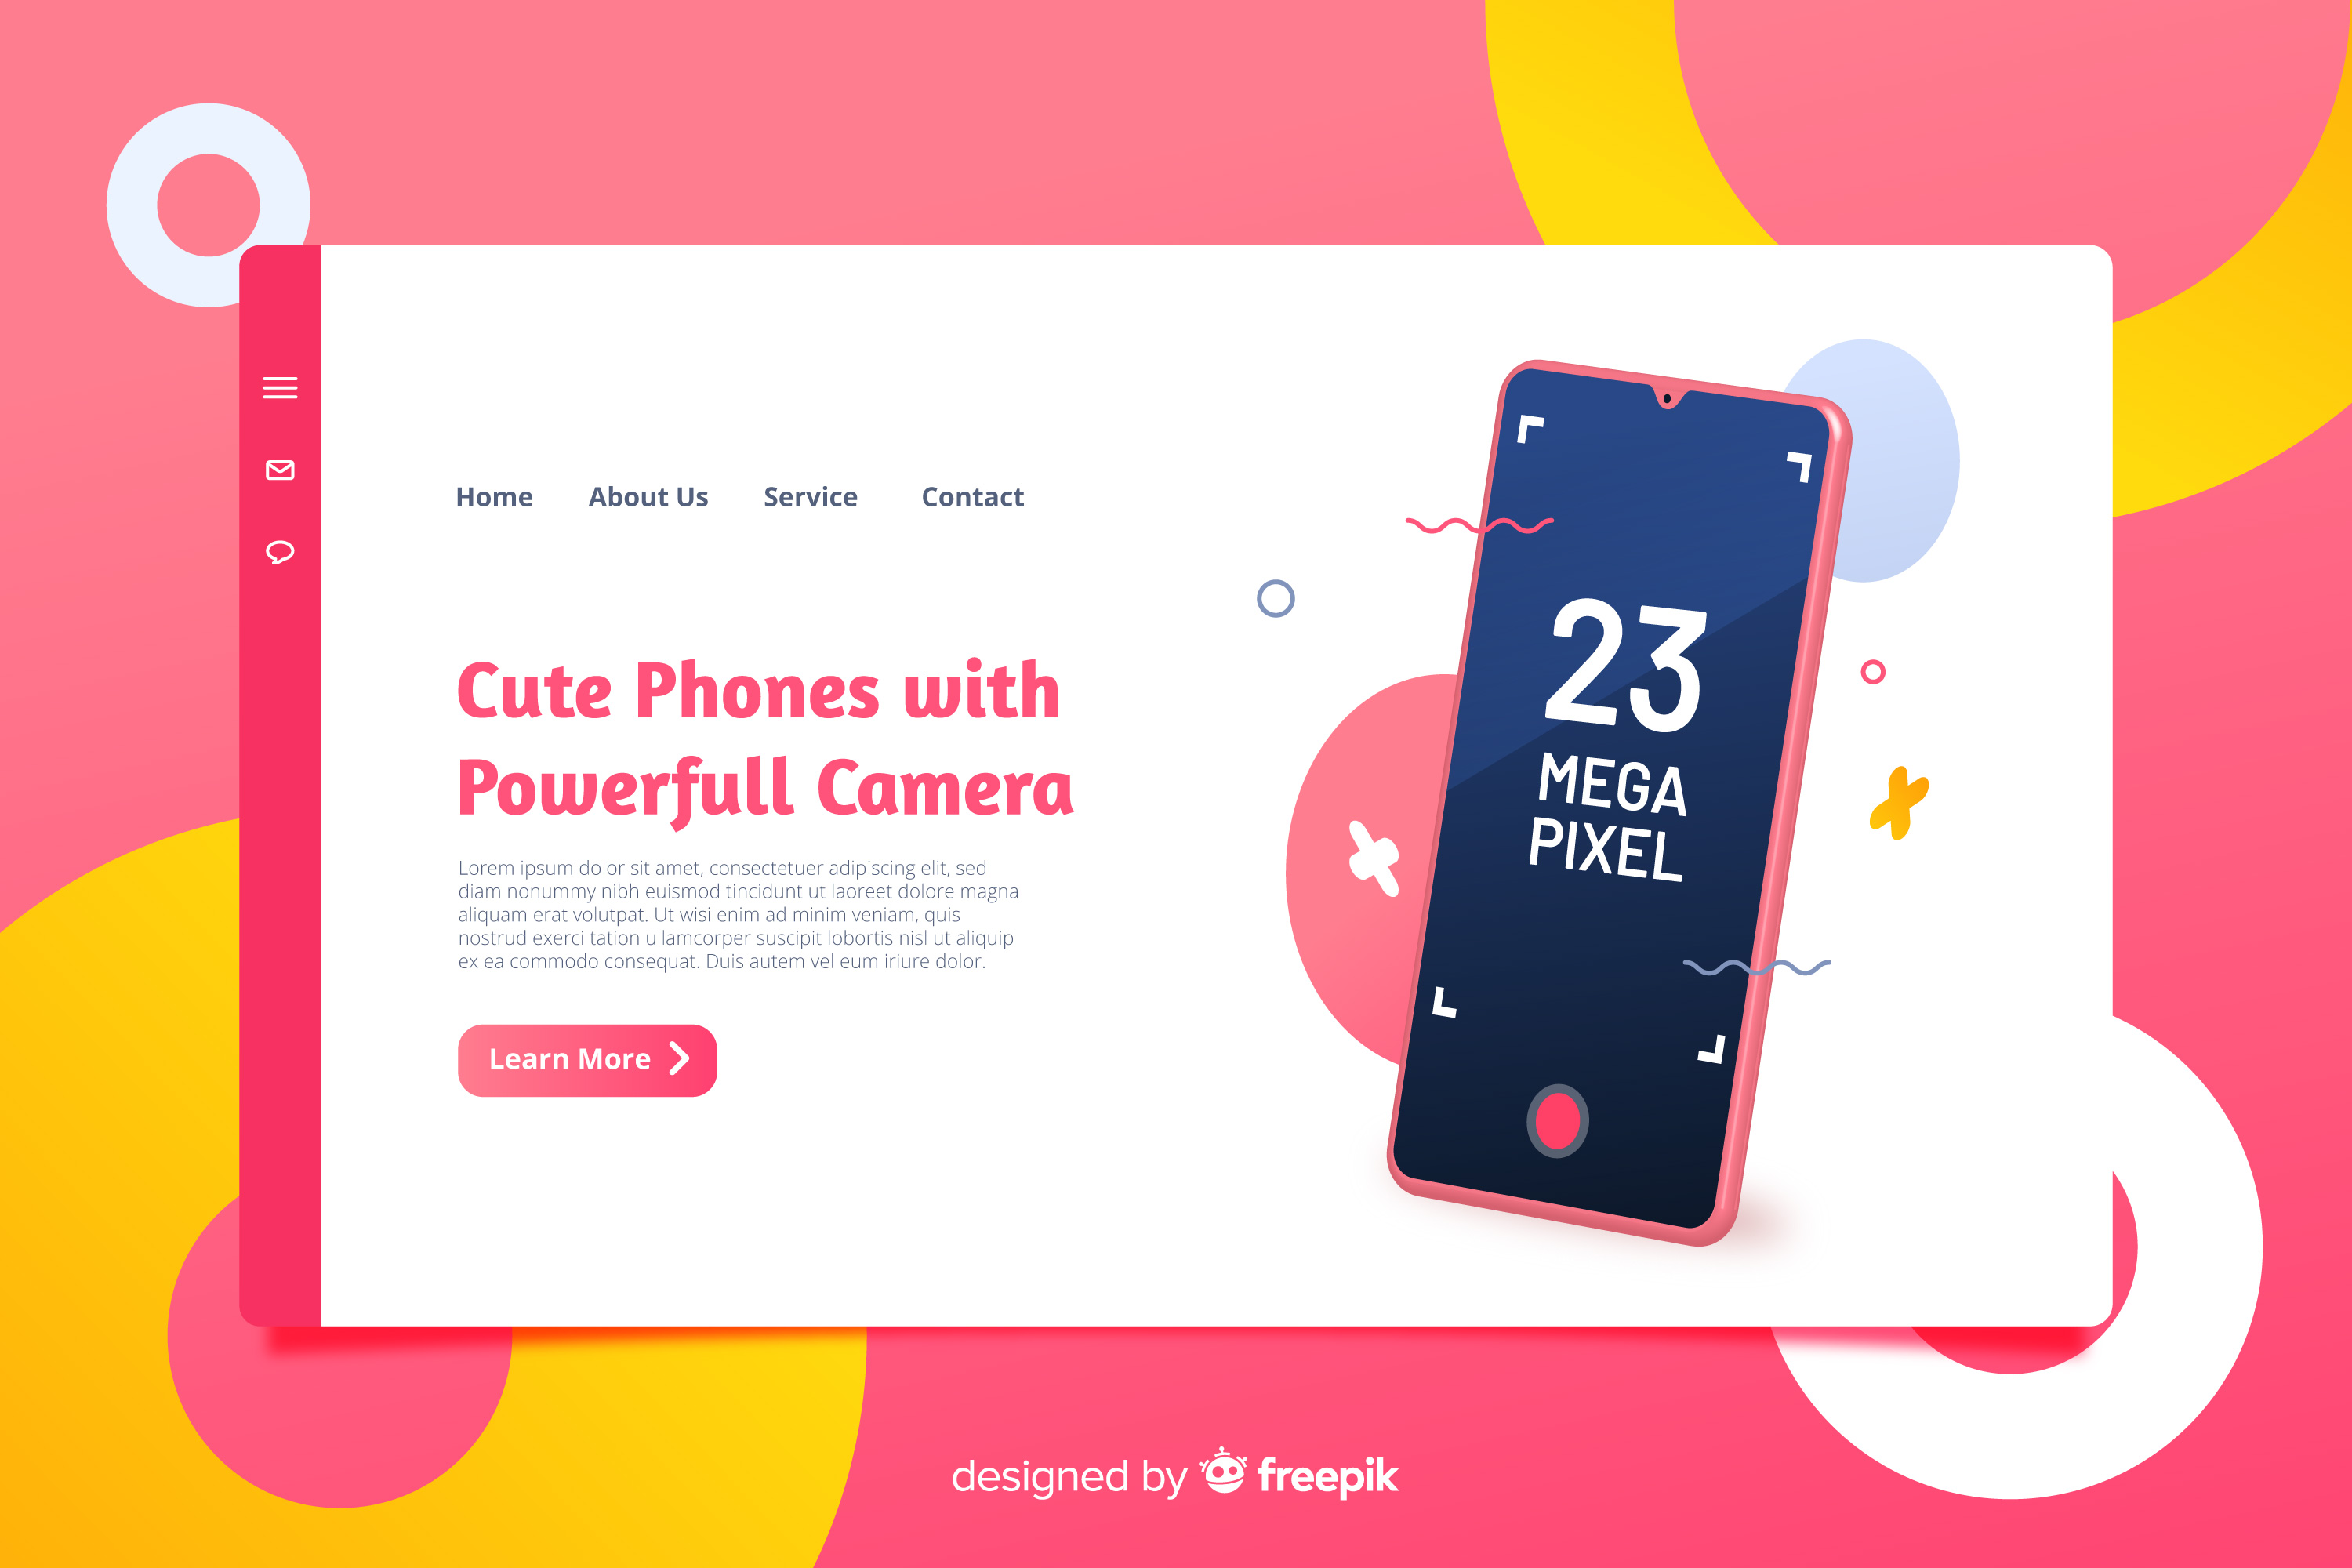 Home About Us Service Contact
Cute Phones with
Powerfull Camera
Lorem ipsum dolor sit amet, consectetuer adipiscing elit, sed
diam nonummy nibh euismod tincidunt ut laoreet dolore magna
aliquam erat volutpat. Ut wisi enim ad minim veniam, quis
nostrud exerci tation ullamcorper suscipit lobortis nisl ut aliquip
ex ea commodo consequat. Duis autem vel eum iriure dolor.
Learn More
23
MEGA
PIXEL
designed by freepik